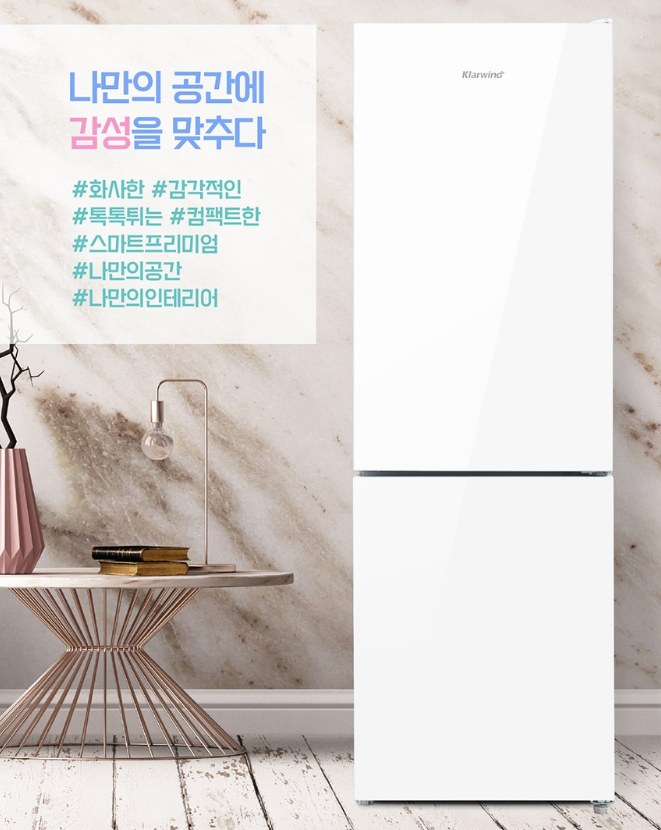 나만의 공간에
감성을 맞추다
#화사한 #감각적인
#톡톡튀는 #컴팩트한
#스마트프리미엄
#나만의공간
#나만의인테리어
Klarwind